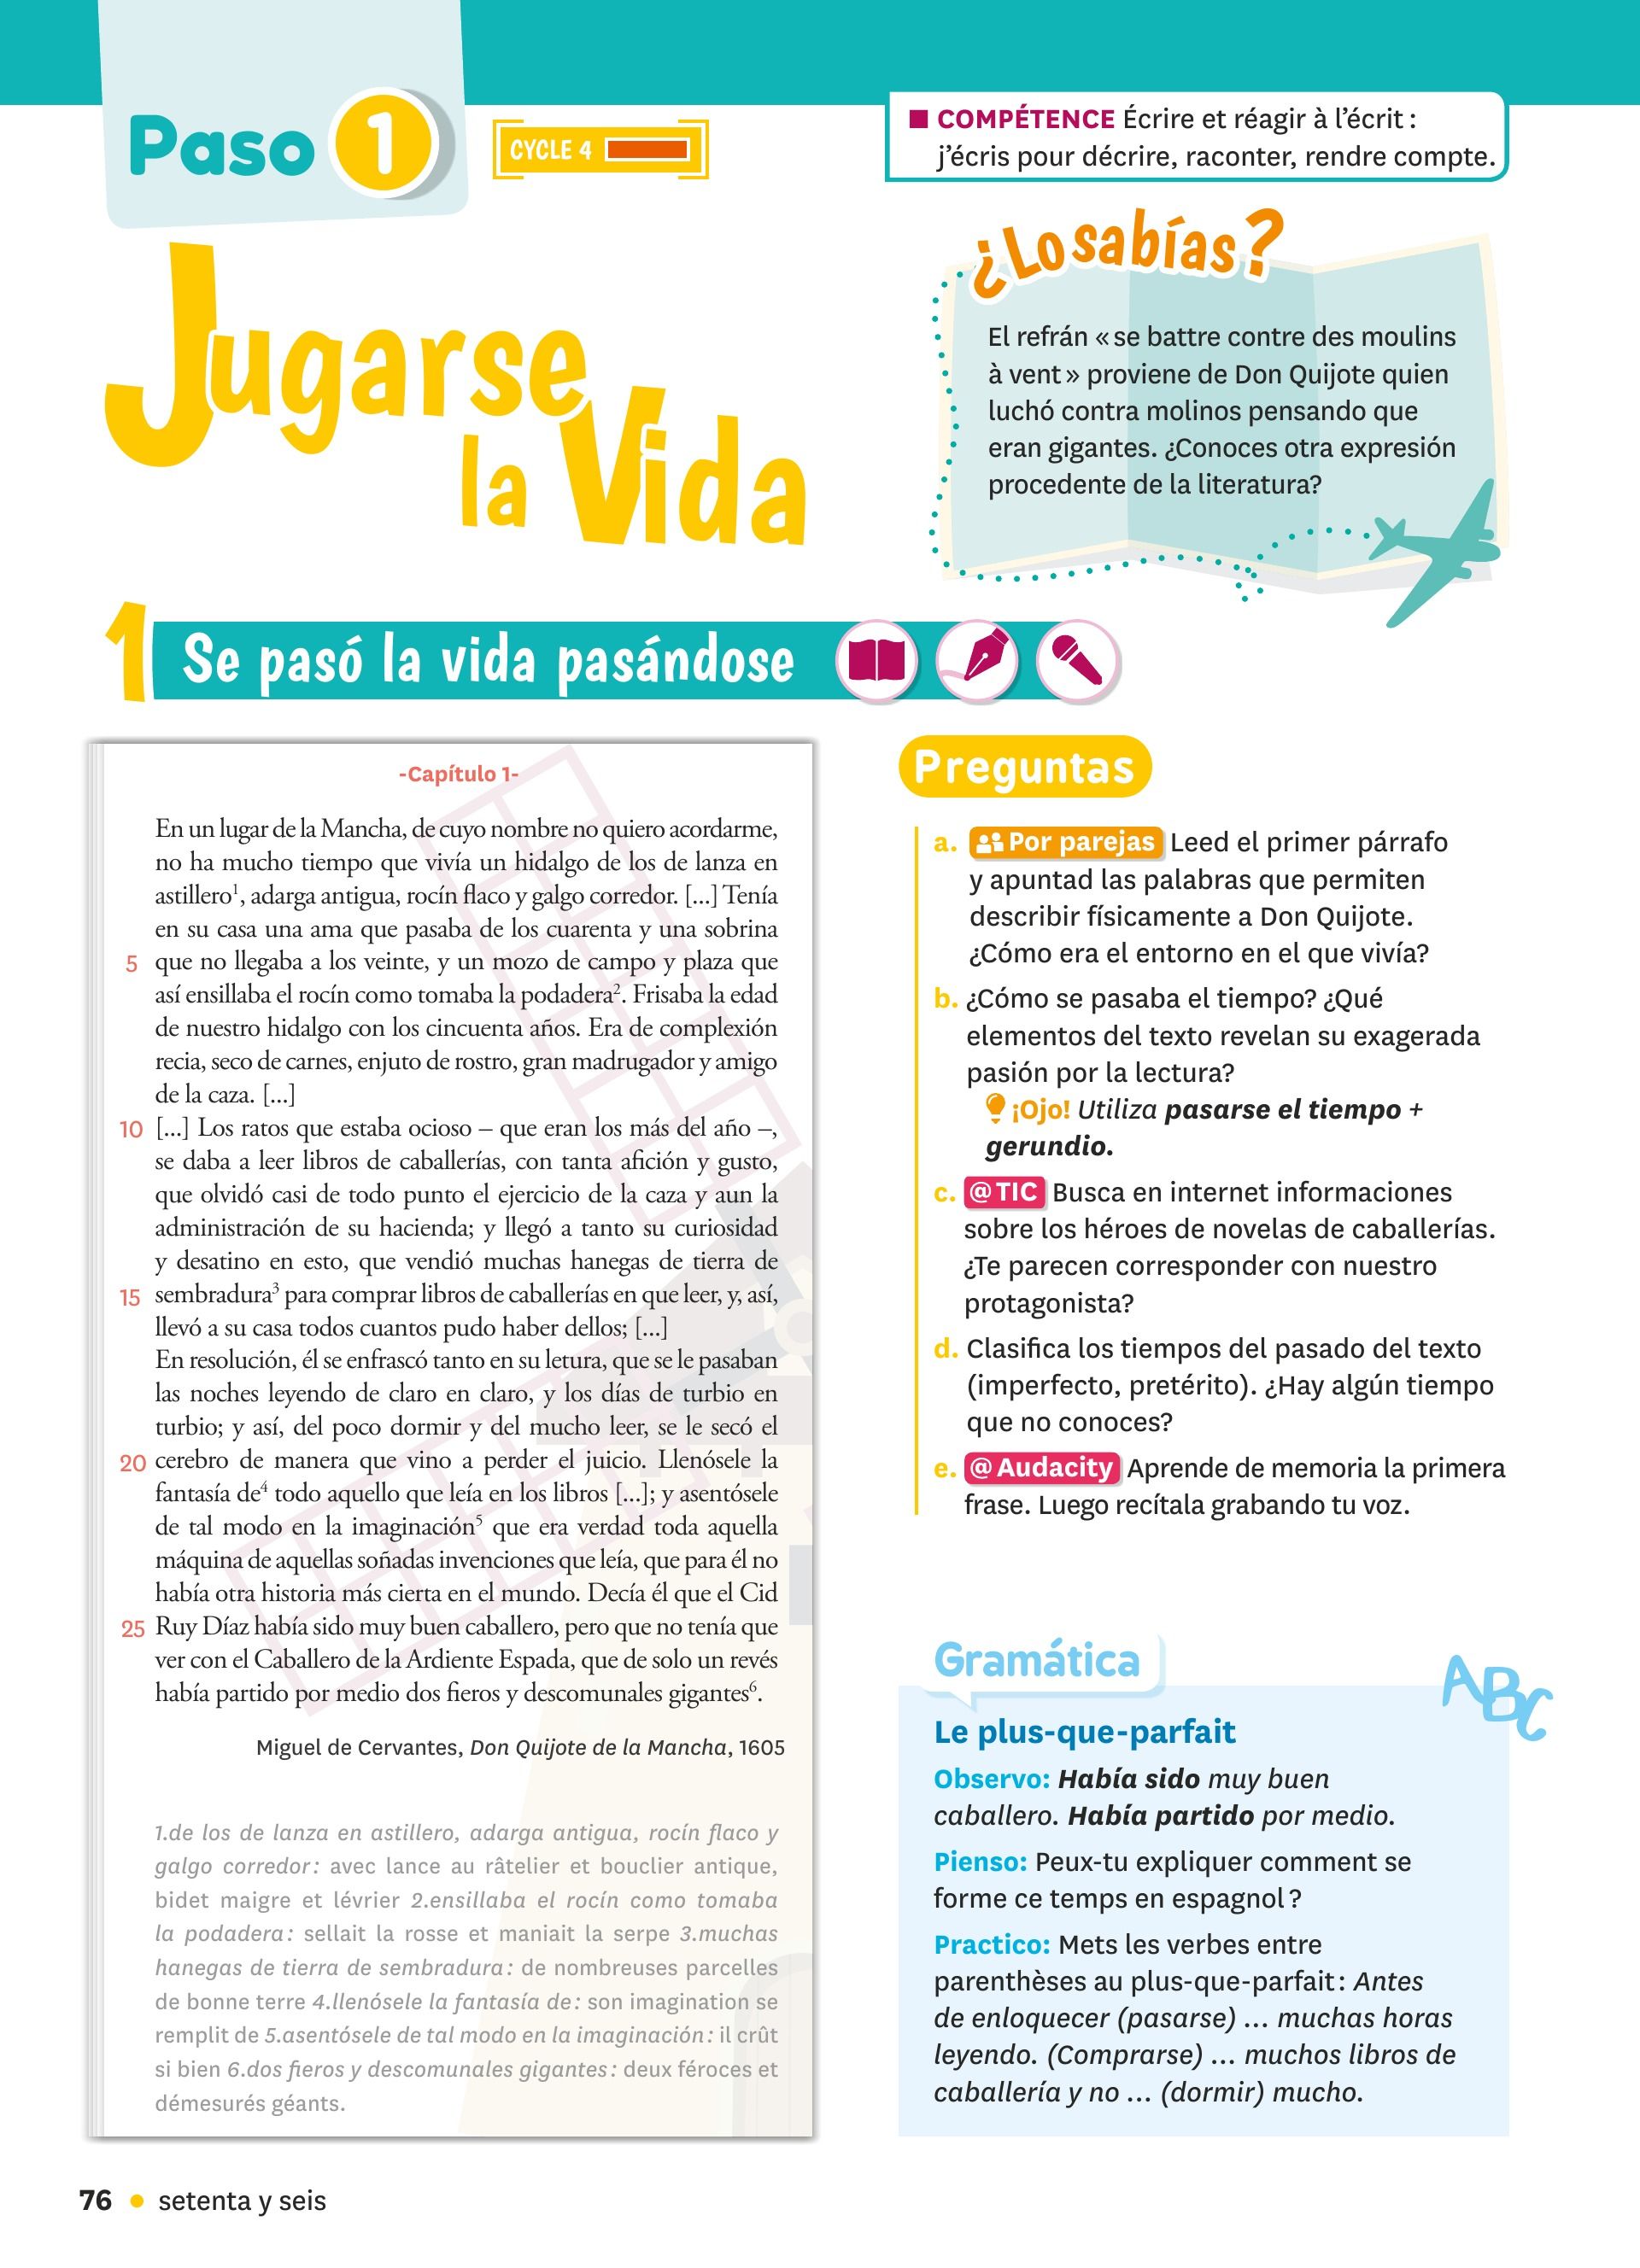 Paso 1
CYCLE 4
■ COMPÉTENCE Écrire et réagir à l'écrit :
j'écris pour décrire, raconter, rendre compte.
Jugarse
la Vida
¿Lo sabías?
El refrán « se battre contre des moulins
à vent » proviene de Don Quijote quien
luchó contra molinos pensando que
eran gigantes. ¿Conoces otra expresión
procedente de la literatura?
1 Se pasó la vida pasándose
-Capítulo 1-
En un lugar de la Mancha, de cuyo nombre no quiero acordarme,
no ha mucho tiempo que vivía un hidalgo de los de lanza en
astillero1, adarga antigua, rocín flaco y galgo corredor. [...] Tenía
en su casa una ama que pasaba de los cuarenta y una sobrina
5 que no llegaba a los veinte, y un mozo de campo y plaza que
así ensillaba el rocín como tomaba la podadera2. Frisaba la edad
de nuestro hidalgo con los cincuenta años. Era de complexión
recia, seco de carnes, enjuto de rostro, gran madrugador y amigo
de la caza. [...]
10 [...] Los ratos que estaba ocioso – que eran los más del año –,
se daba a leer libros de caballerías, con tanta afición y gusto,
que olvidó casi de todo punto el ejercicio de la caza y aun la
administración de su hacienda; y llegó a tanto su curiosidad
y desatino en esto, que vendió muchas hanegas de tierra de
15 sembradura3 para comprar libros de caballerías en que leer, y, así,
llevó a su casa todos cuantos pudo haber dellos; [...]
En resolución, él se enfrascó tanto en su letura, que se le pasaban
las noches leyendo de claro en claro, y los días de turbio en
turbio; y así, del poco dormir y del mucho leer, se le secó el
20 cerebro de manera que vino a perder el juicio. Llenósele la
fantasía de4 todo aquello que leía en los libros [...]; y asentósele
de tal modo en la imaginación5 que era verdad toda aquella
máquina de aquellas soñadas invenciones que leía, que para él no
había otra historia más cierta en el mundo. Decía él que el Cid
25 Ruy Díaz había sido muy buen caballero, pero que no tenía que
ver con el Caballero de la Ardiente Espada, que de solo un revés
había partido por medio dos fieros y descomunales gigantes6.
Miguel de Cervantes, Don Quijote de la Mancha, 1605
1.de los de lanza en astillero, adarga antigua, rocín flaco y
galgo corredor : avec lance au râtelier et bouclier antique,
bidet maigre et lévrier 2.ensillaba el rocín como tomaba
la podadera : sellait la rosse et maniait la serpe 3.muchas
hanegas de tierra de sembradura : de nombreuses parcelles
de bonne terre 4.llenósele la fantasía de : son imagination se
remplit de 5.asentósele de tal modo en la imaginación : il crût
si bien 6.dos fieros y descomunales gigantes : deux féroces et
démesurés géants.
Preguntas
a. Por parejas Leed el primer párrafo
y apuntad las palabras que permiten
describir físicamente a Don Quijote.
¿Cómo era el entorno en el que vivía?
b. ¿Cómo se pasaba el tiempo? ¿Qué
elementos del texto revelan su exagerada
pasión por la lectura?
¡Ojo! Utiliza pasarse el tiempo +
gerundio.
c. @ TIC Busca en internet informaciones
sobre los héroes de novelas de caballerías.
¿Te parecen corresponder con nuestro
protagonista?
d. Clasifica los tiempos del pasado del texto
(imperfecto, pretérito). ¿Hay algún tiempo
que no conoces?
e. @ Audacity Aprende de memoria la primera
frase. Luego recítala grabando tu voz.
Gramática
ABC
Le plus-que-parfait
Observo: Había sido muy buen
caballero. Había partido por medio.
Pienso: Peux-tu expliquer comment se
forme ce temps en espagnol ?
Practico: Mets les verbes entre
parenthèses au plus-que-parfait : Antes
de enloquecer (pasarse) ... muchas horas
leyendo. (Comprarse) ... muchos libros de
caballería y no ... (dormir) mucho.
76 • setenta y seis